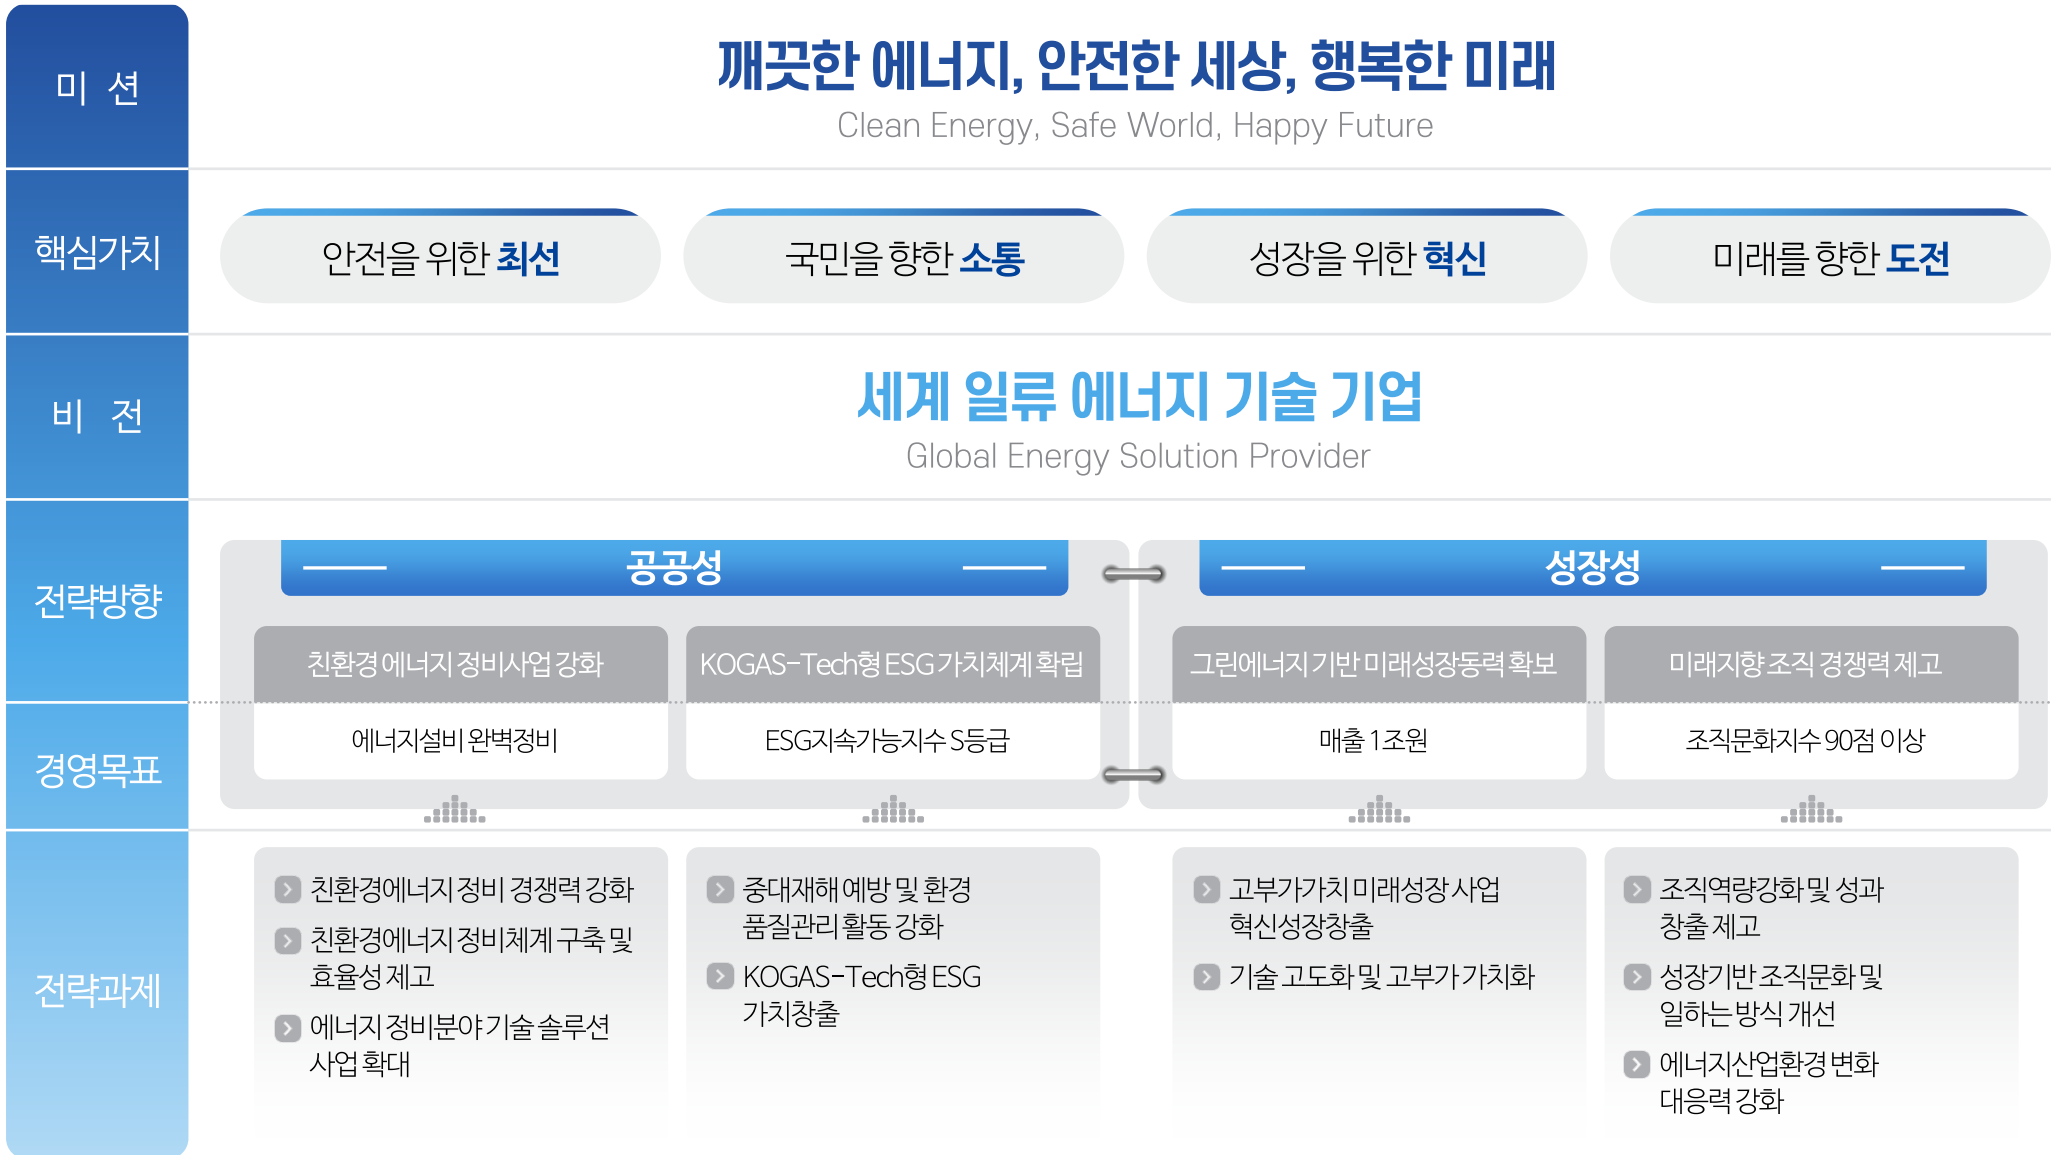 미 션
깨끗한 에너지, 안전한 세상, 행복한 미래
Clean Energy, Safe World, Happy Future
핵심가치
안전을 위한 최선
국민을 향한 소통
성장을 위한 혁신
미래를 향한 도전
비 전
세계 일류 에너지 기술 기업
Global Energy Solution Provider
전략방향
공공성
성장성
친환경 에너지 정비사업 강화
KOGAS-Tech형 ESG 가치체계 확립
그린에너지 기반 미래성장동력 확보
미래지향 조직 경쟁력 제고
경영목표
에너지설비 완벽정비
ESG지속가능지수 S등급
매출 1조원
조직문화지수 90점 이상
전략과제
친환경에너지 정비 경쟁력 강화
친환경에너지 정비체계 구축 및
효율성 제고
에너지 정비분야 기술 솔루션
사업 확대
중대재해 예방 및 환경
품질관리 활동 강화
KOGAS-Tech형 ESG
가치창출
고부가가치 미래성장 사업
혁신성장창출
기술 고도화 및 고부가 가치화
조직역량강화 및 성과
창출 제고
성장기반 조직문화 및
일하는 방식 개선
에너지산업환경 변화
대응력 강화